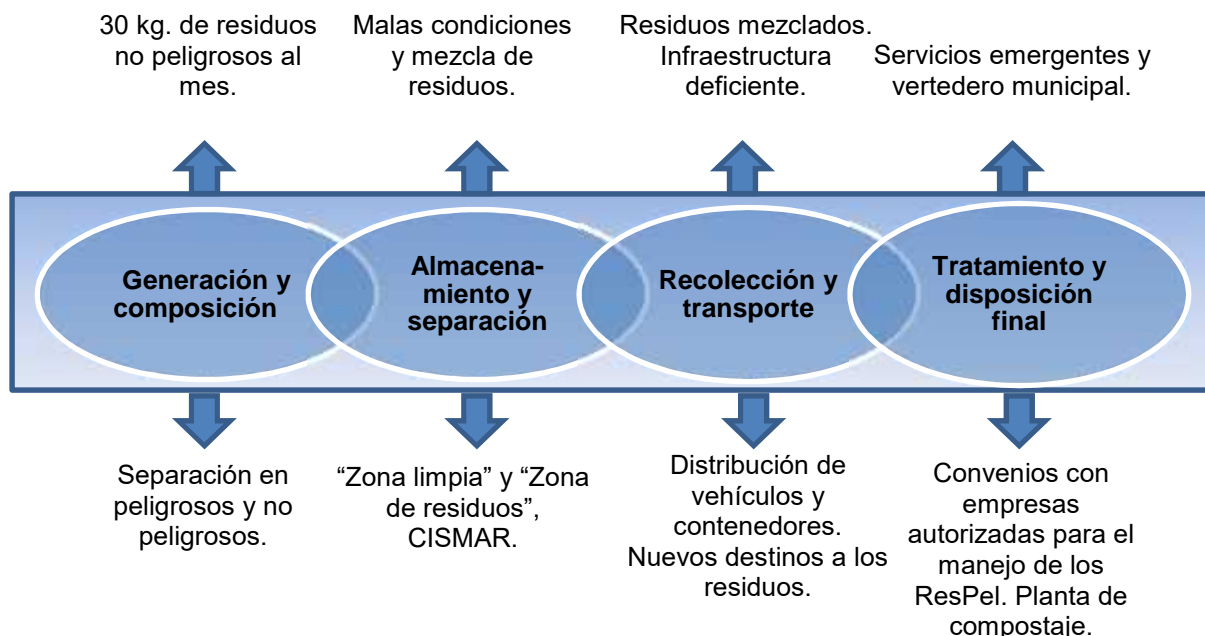 30 kg. de residuos
no peligrosos al
mes.
Malas condiciones
y mezcla de
residuos.
Residuos mezclados.
Infraestructura
deficiente.
Servicios emergentes y
vertedero municipal.
Generación y
composición
Almacena-
miento y
separación
Recolección y
transporte
Tratamiento y
disposición
final
Separación en
peligrosos y no
peligrosos.
“Zona limpia” y “Zona
de residuos”,
CISMAR.
Distribución de
vehículos y
contenedores.
Nuevos destinos a los
residuos.
Convenios con
empresas
autorizadas para el
manejo de los
ResPel. Planta de
compostaje.